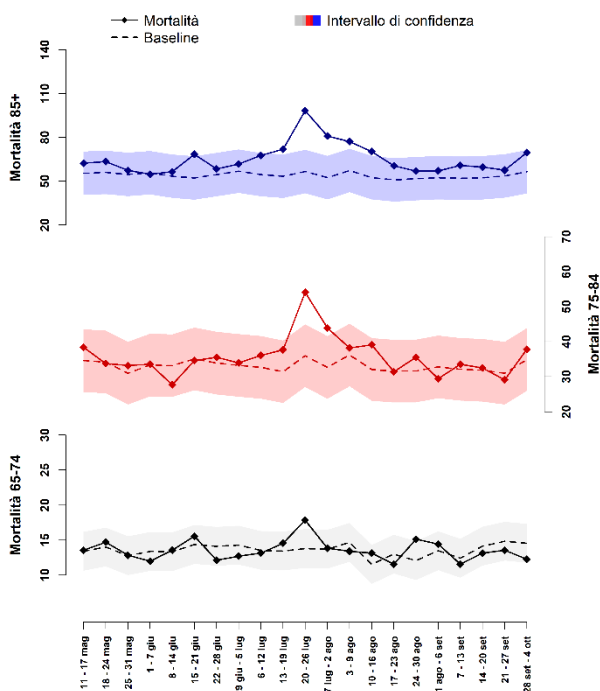 Mortalità
Intervallo di confidenza
Baseline
Mortalità 85+
140
110
80
50
20
Mortalità 75-84
70
60
50
40
30
20
Mortalità 65-74
30
25
20
15
10
11 - 17 mag
18 - 24 mag
25 - 31 mag
1 - 7 giu
8 - 14 giu
15 - 21 giu
22 - 28 giu
9 giu - 5 lug
6 - 12 lug
13 - 19 lug
20 - 26 lug
7 lug - 2 ago
3 - 9 ago
10 - 16 ago
17 - 23 ago
24 - 30 ago
1 ago - 6 set
7 - 13 set
14 - 20 set
21 - 27 set
28 set - 4 ott